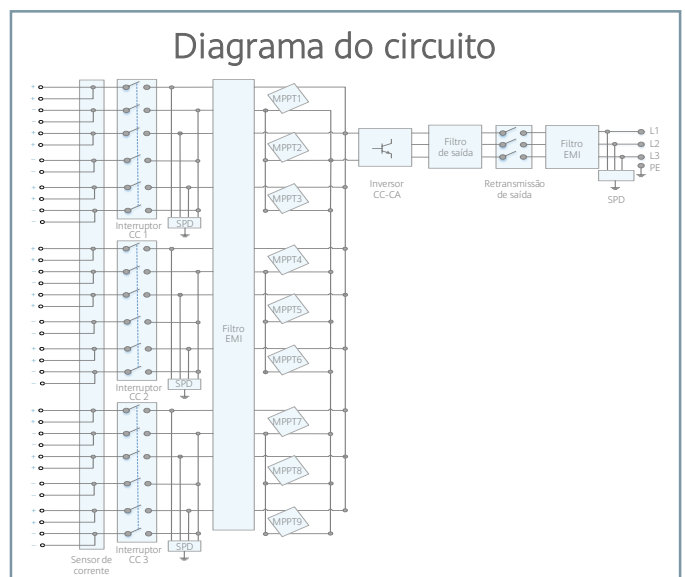 Diagrama do circuito
MPPT1
MPPT2
MPPT3
Interruptor
CC 1
SPD
MPPT4
MPPT5
MPPT6
Interruptor
CC 2
SPD
MPPT7
MPPT8
MPPT9
Interruptor
CC 3
SPD
Sensor de
corrente
Filtro
EMI
Inversor
CC-CA
Filtro
de saída
Retransmissão
de saída
Filtro
EMI
L1
L2
L3
PE
SPD